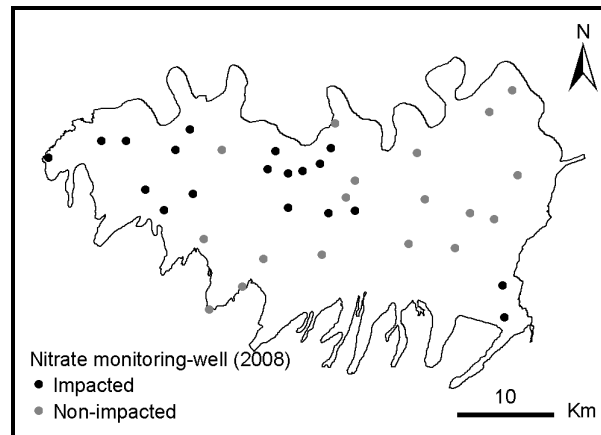 N
Nitrate monitoring-well (2008)
Impacted
Non-impacted
10
Km